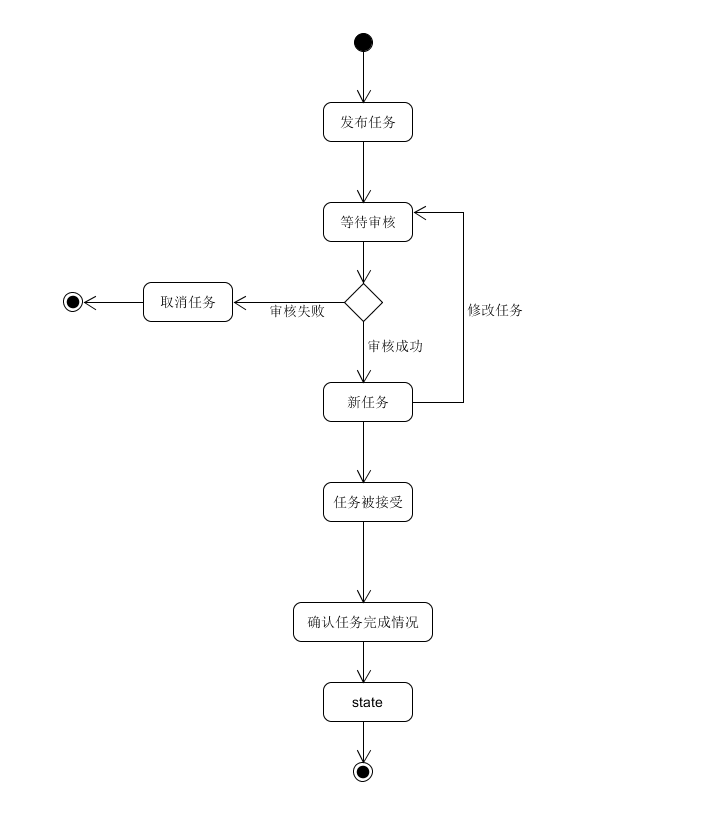 发布任务
等待审核
取消任务
审核失败
修改任务
审核成功
新任务
任务被接受
确认任务完成情况
state